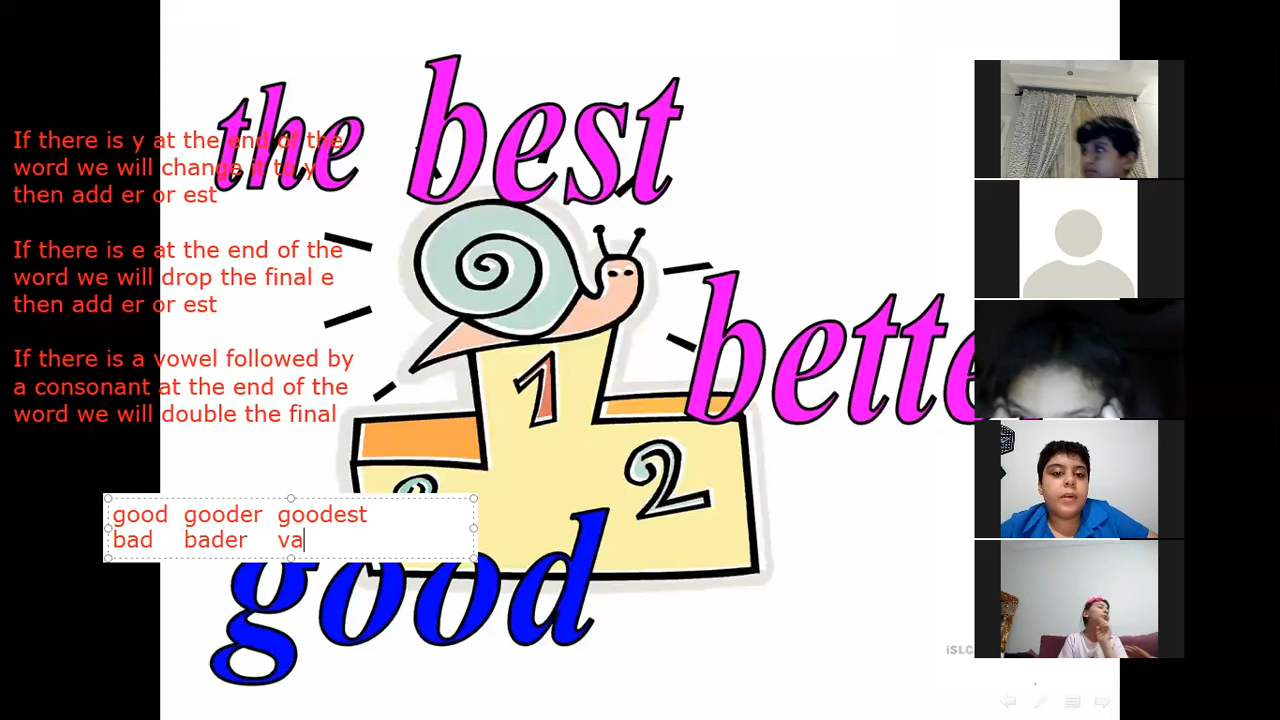 the best
If there is y at the end of the
word we will change it to y
then add er or est
If there is e at the end of the
word we will drop the final e
then add er or est
If there is a vowel followed by
a consonant at the end of the
word we will double the final
1
2
good gooder goodest
bad bader va
good